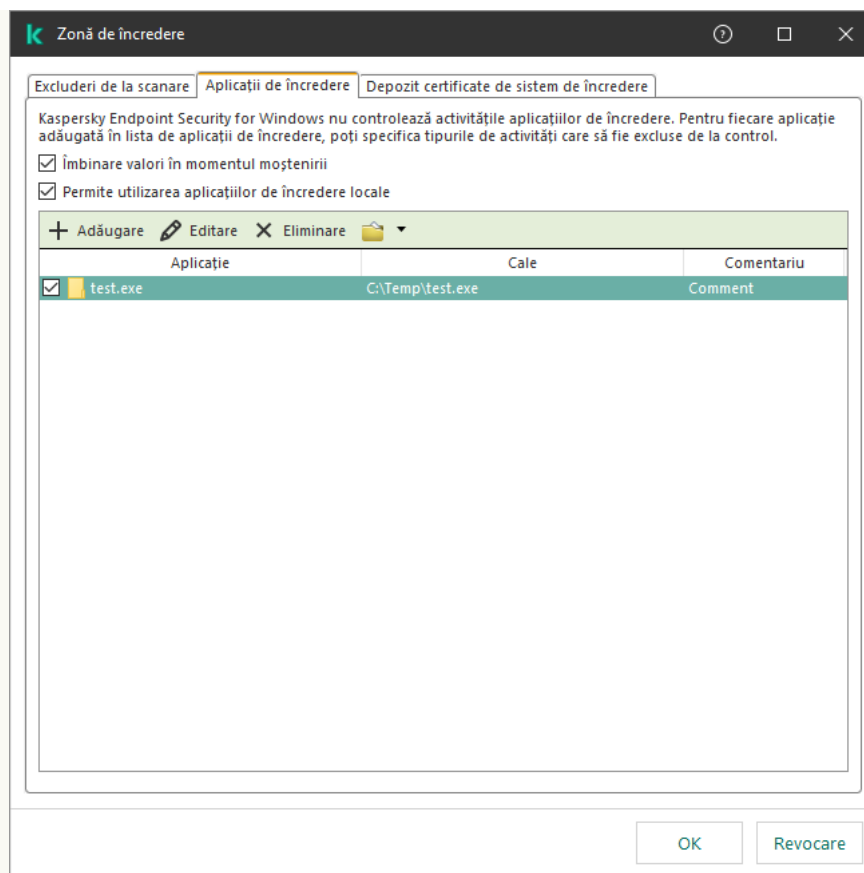 Zonă de încredere
Excluderi de la scanare Aplicații de încredere Depozit certificate de sistem de încredere
Kaspersky Endpoint Security for Windows nu controlează activitățile aplicațiilor de încredere. Pentru fiecare aplicație
adăugată în lista de aplicații de încredere, poți specifica tipurile de activități care să fie excluse de la control.
Îmbinare valori în momentul moștenirii
Permite utilizarea aplicațiilor de încredere locale
Adăugare Editare Eliminare
Aplicație Cale Comentariu
test.exe C:\Temp\test.exe Comment
OK Revocare